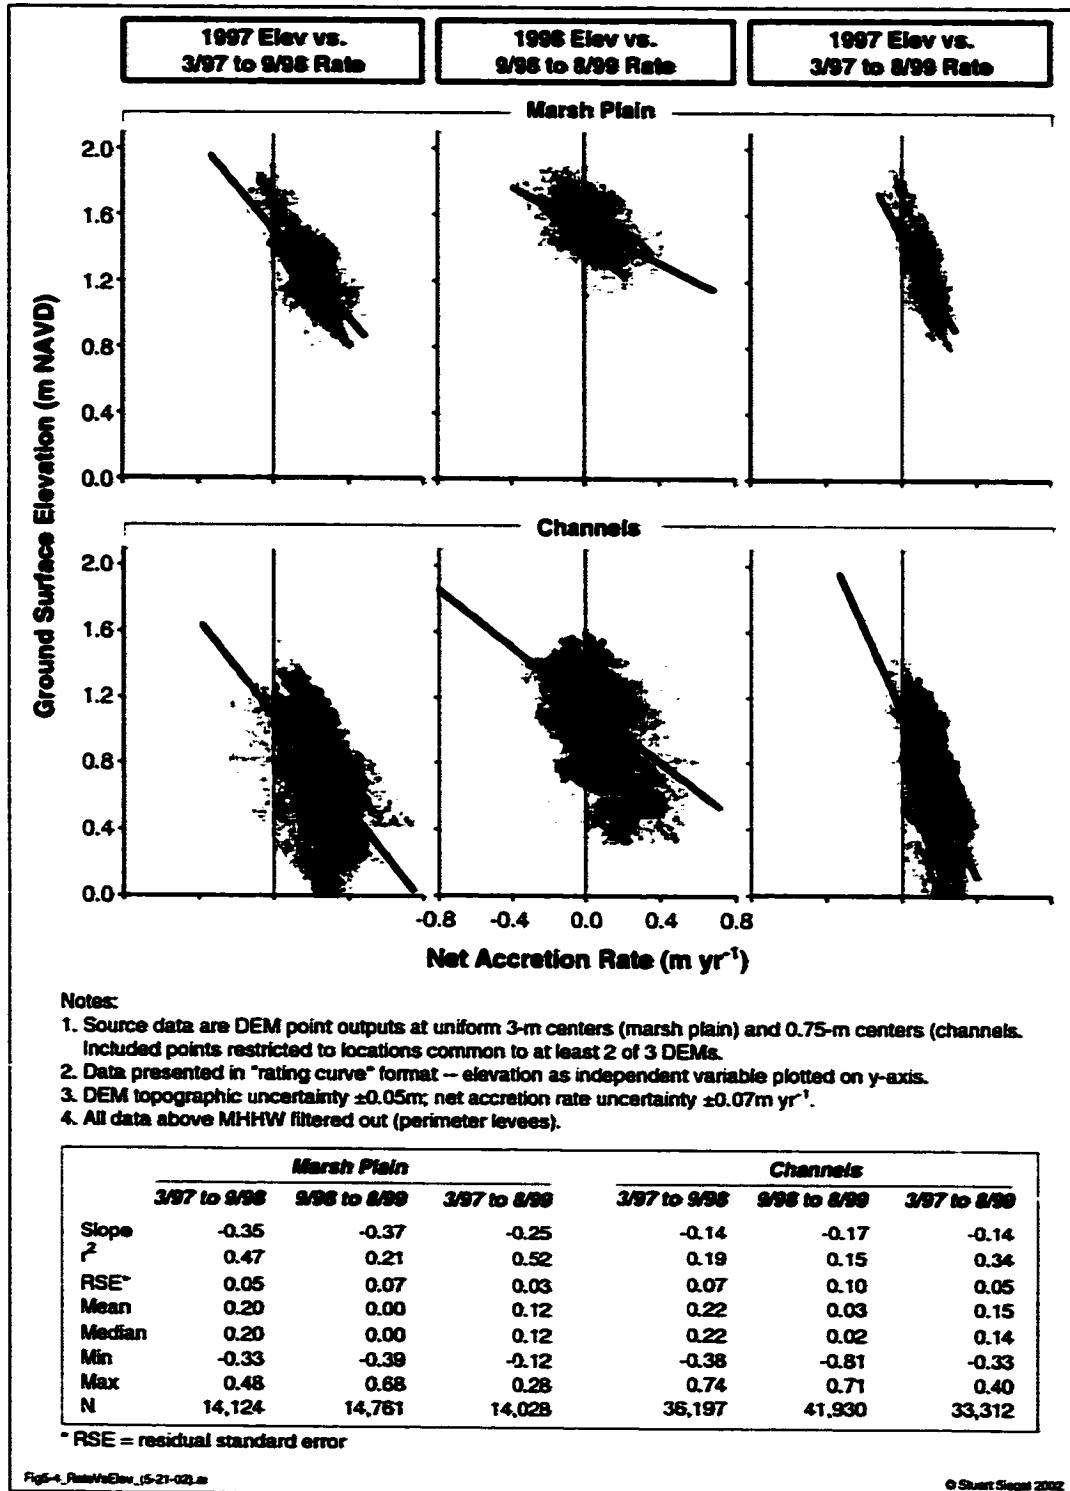 1997 Elev vs.
3/97 to 9/98 Rate
1998 Elev vs.
9/98 to 8/99 Rate
1997 Elev vs.
3/97 to 8/99 Rate
Marsh Plain
2.0
1.6
1.2
0.8
0.4
0.0
Ground Surface Elevation (m NAVD)
Channels
2.0
1.6
1.2
0.8
0.4
0.0
-0.8 -0.4 0.0 0.4 0.8
Net Accretion Rate (m yr⁻¹)
Notes:
1. Source data are DEM point outputs at uniform 3-m centers (marsh plain) and 0.75-m centers (channels.
Included points restricted to locations common to at least 2 of 3 DEMs.
2. Data presented in "rating curve" format -- elevation as independent variable plotted on y-axis.
3. DEM topographic uncertainty ±0.05m; net accretion rate uncertainty ±0.07m yr⁻¹.
4. All data above MHHW filtered out (perimeter levees).
Marsh Plain Channels
3/97 to 9/98 9/98 to 8/99 3/97 to 8/99 3/97 to 9/98 9/98 to 8/99 3/97 to 8/99
Slope -0.35 -0.37 -0.25 -0.14 -0.17 -0.14
r² 0.47 0.21 0.52 0.19 0.15 0.34
RSE* 0.05 0.07 0.03 0.07 0.10 0.05
Mean 0.20 0.00 0.12 0.22 0.03 0.15
Median 0.20 0.00 0.12 0.22 0.02 0.14
Min -0.33 -0.39 -0.12 -0.38 -0.81 -0.33
Max 0.48 0.68 0.28 0.74 0.71 0.40
N 14,124 14,761 14,028 36,197 41,930 33,312
* RSE = residual standard error
Fig5-4_RateVsElev_(5-21-02).ai
© Stuart Siegel 2002